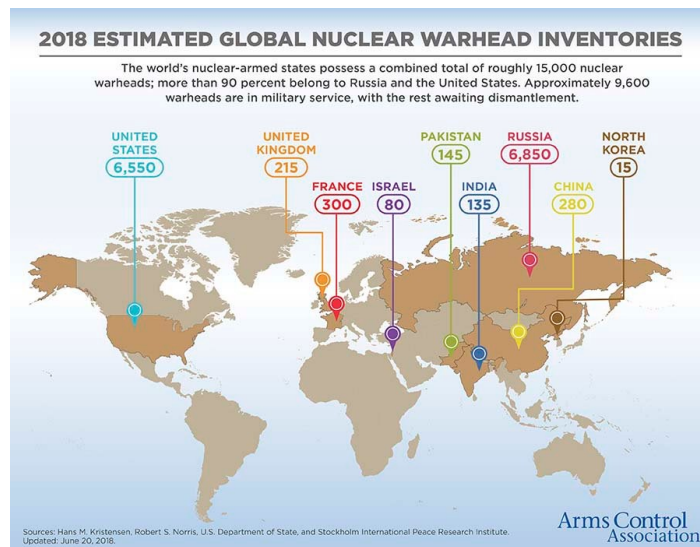 2018 ESTIMATED GLOBAL NUCLEAR WARHEAD INVENTORIES
The world's nuclear-armed states possess a combined total of roughly 15,000 nuclear
warheads; more than 90 percent belong to Russia and the United States. Approximately 9,600
warheads are in military service, with the rest awaiting dismantlement.
UNITED
STATES
6,550
UNITED
KINGDOM
215
FRANCE
300
ISRAEL
80
PAKISTAN
145
INDIA
135
RUSSIA
6,850
CHINA
280
NORTH
KOREA
15
Sources: Hans M. Kristensen, Robert S. Norris, U.S. Department of State, and Stockholm International Peace Research Institute.
Updated: June 20, 2018.
Arms Control
Association